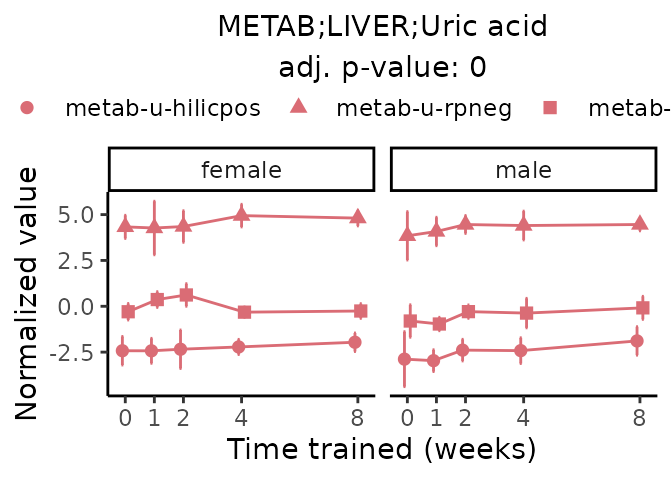 METAB;LIVER;Uric acid
adj. p-value: 0
metab-u-hilicpos metab-u-rpneg metab-
female male
Normalized value
5.0
2.5
0.0
-2.5
0 1 2 4 8 0 1 2 4 8
Time trained (weeks)